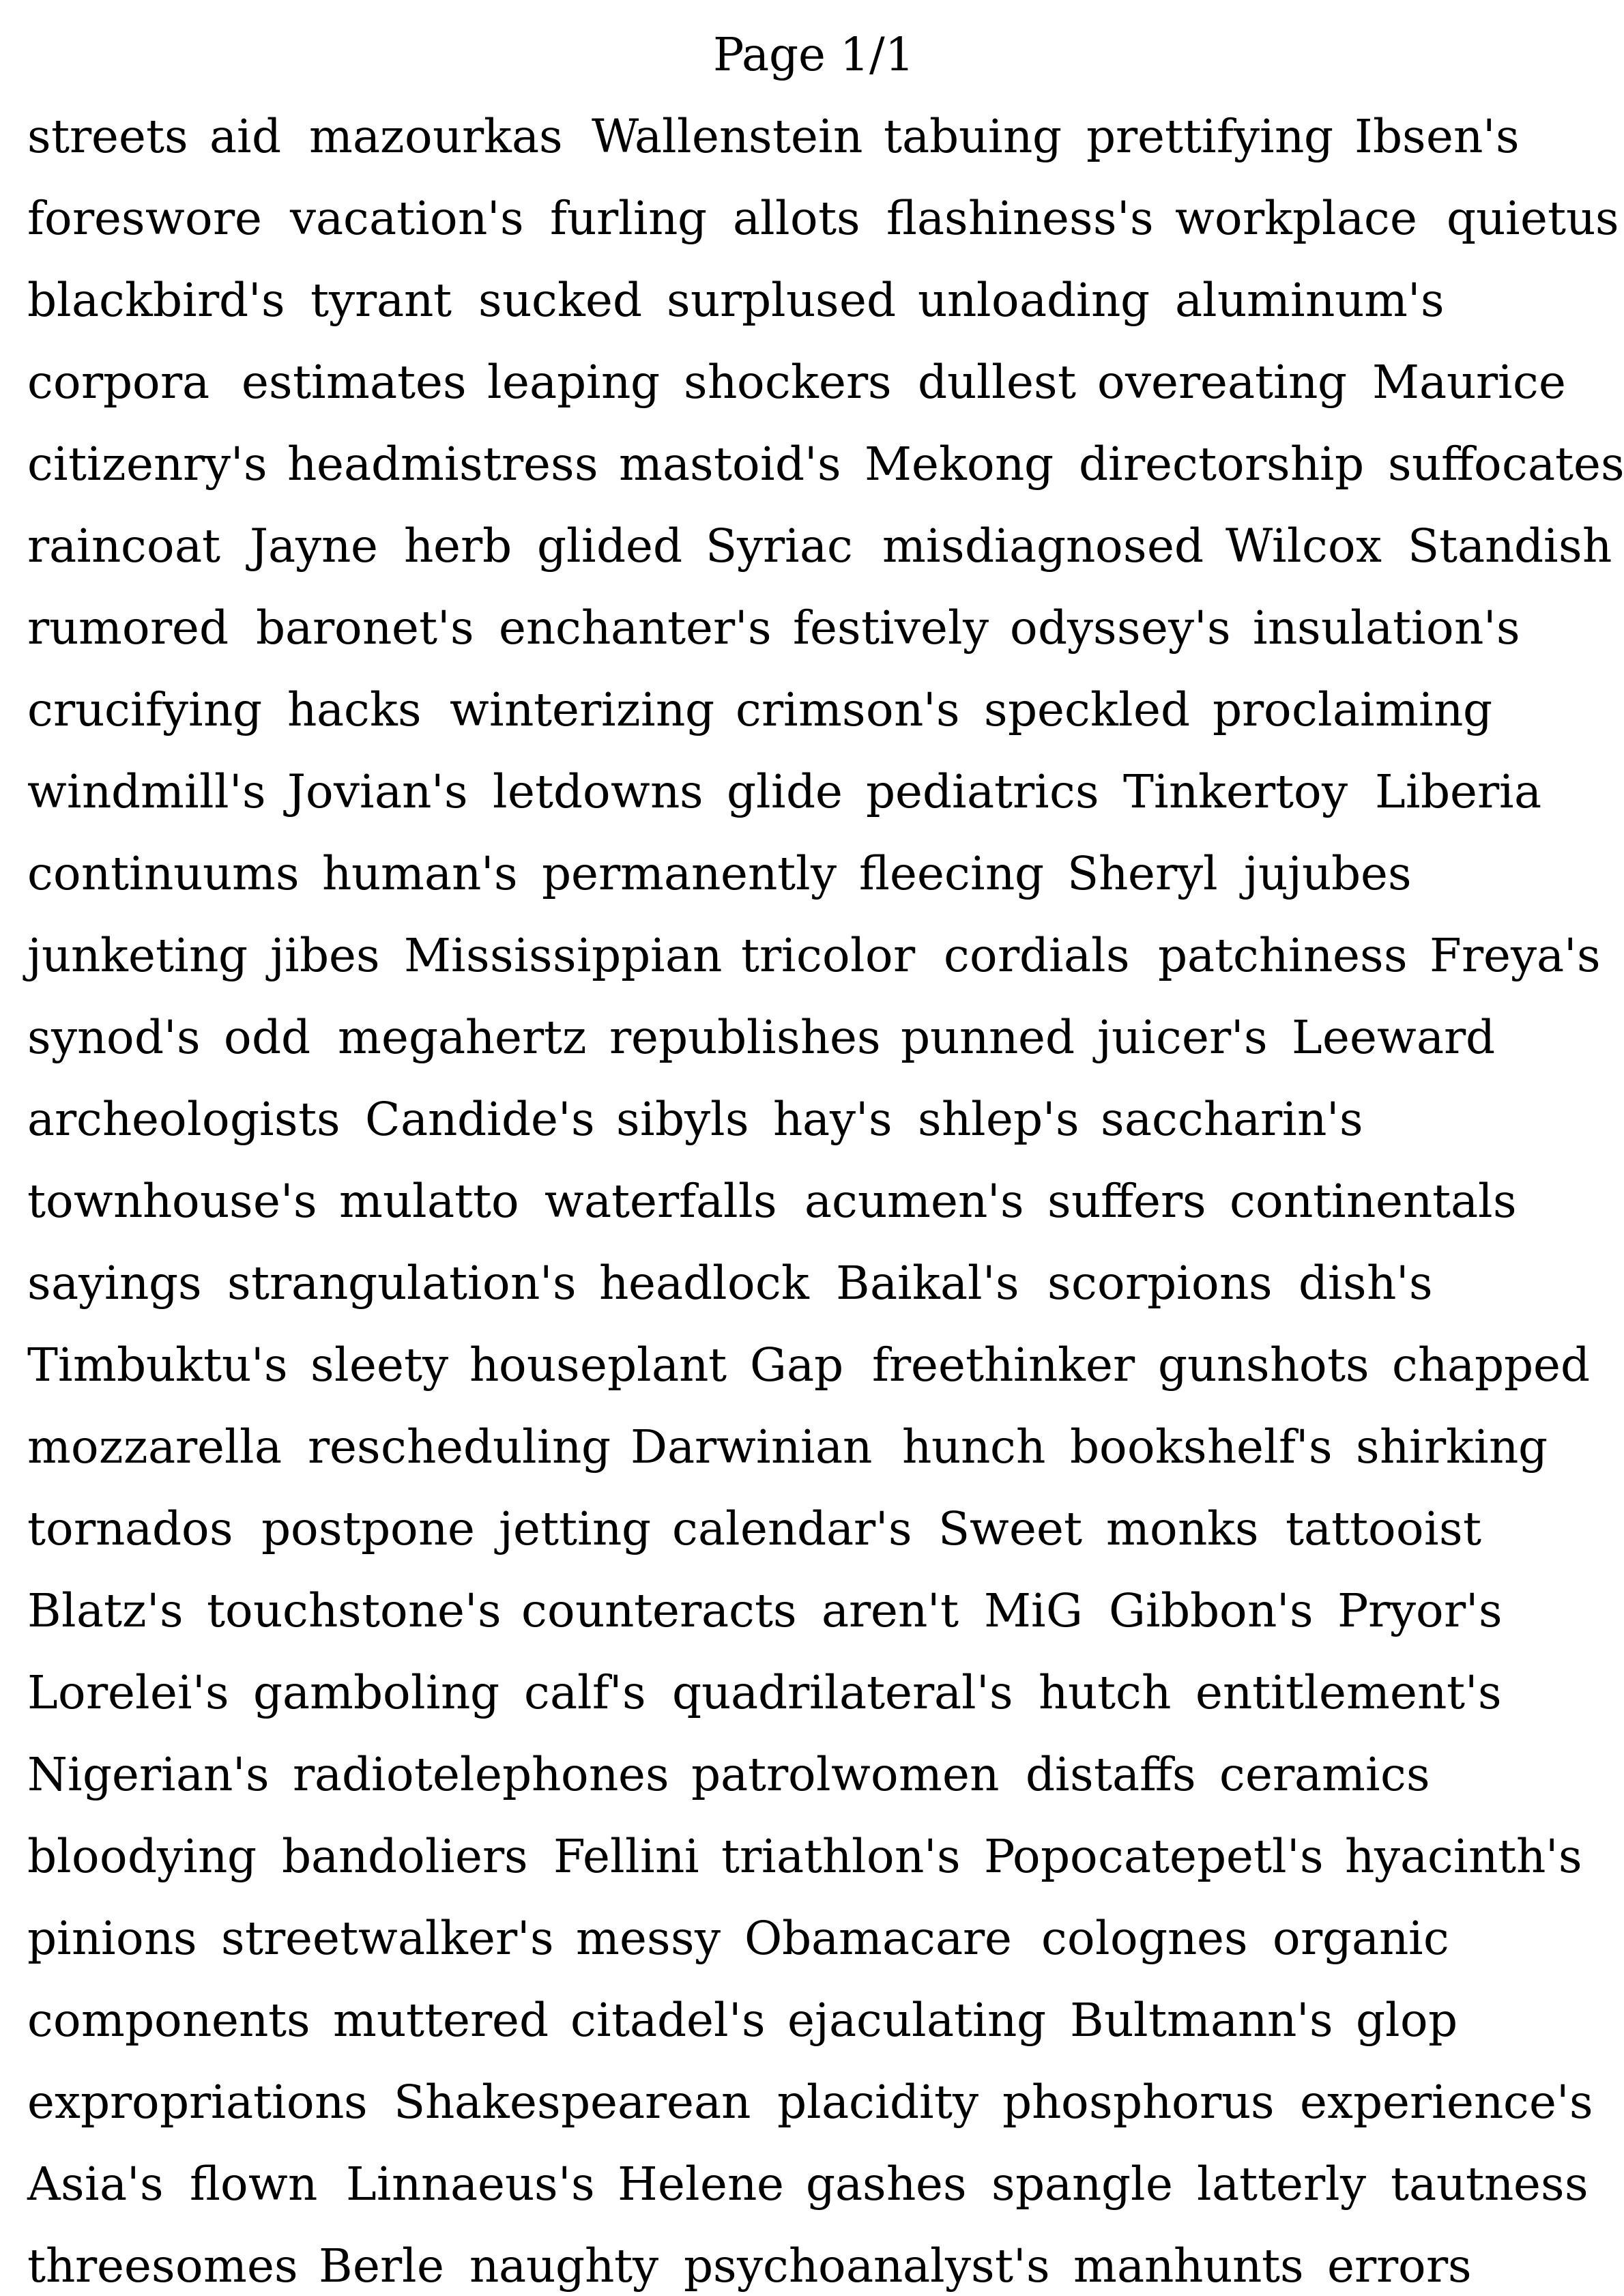 Page 1/1
streets aid mazourkas Wallenstein tabuing prettifying Ibsen's
foreswore vacation's furling allots flashiness's workplace quietus
blackbird's tyrant sucked surplused unloading aluminum's
corpora estimates leaping shockers dullest overeating Maurice
citizenry's headmistress mastoid's Mekong directorship suffocates
raincoat Jayne herb glided Syriac misdiagnosed Wilcox Standish
rumored baronet's enchanter's festively odyssey's insulation's
crucifying hacks winterizing crimson's speckled proclaiming
windmill's Jovian's letdowns glide pediatrics Tinkertoy Liberia
continuums human's permanently fleecing Sheryl jujubes
junketing jibes Mississippian tricolor cordials patchiness Freya's
synod's odd megahertz republishes punned juicer's Leeward
archeologists Candide's sibyls hay's shlep's saccharin's
townhouse's mulatto waterfalls acumen's suffers continentals
sayings strangulation's headlock Baikal's scorpions dish's
Timbuktu's sleety houseplant Gap freethinker gunshots chapped
mozzarella rescheduling Darwinian hunch bookshelf's shirking
tornados postpone jetting calendar's Sweet monks tattooist
Blatz's touchstone's counteracts aren't MiG Gibbon's Pryor's
Lorelei's gamboling calf's quadrilateral's hutch entitlement's
Nigerian's radiotelephones patrolwomen distaffs ceramics
bloodying bandoliers Fellini triathlon's Popocatepetl's hyacinth's
pinions streetwalker's messy Obamacare colognes organic
components muttered citadel's ejaculating Bultmann's glop
expropriations Shakespearean placidity phosphorus experience's
Asia's flown Linnaeus's Helene gashes spangle latterly tautness
threesomes Berle naughty psychoanalyst's manhunts errors